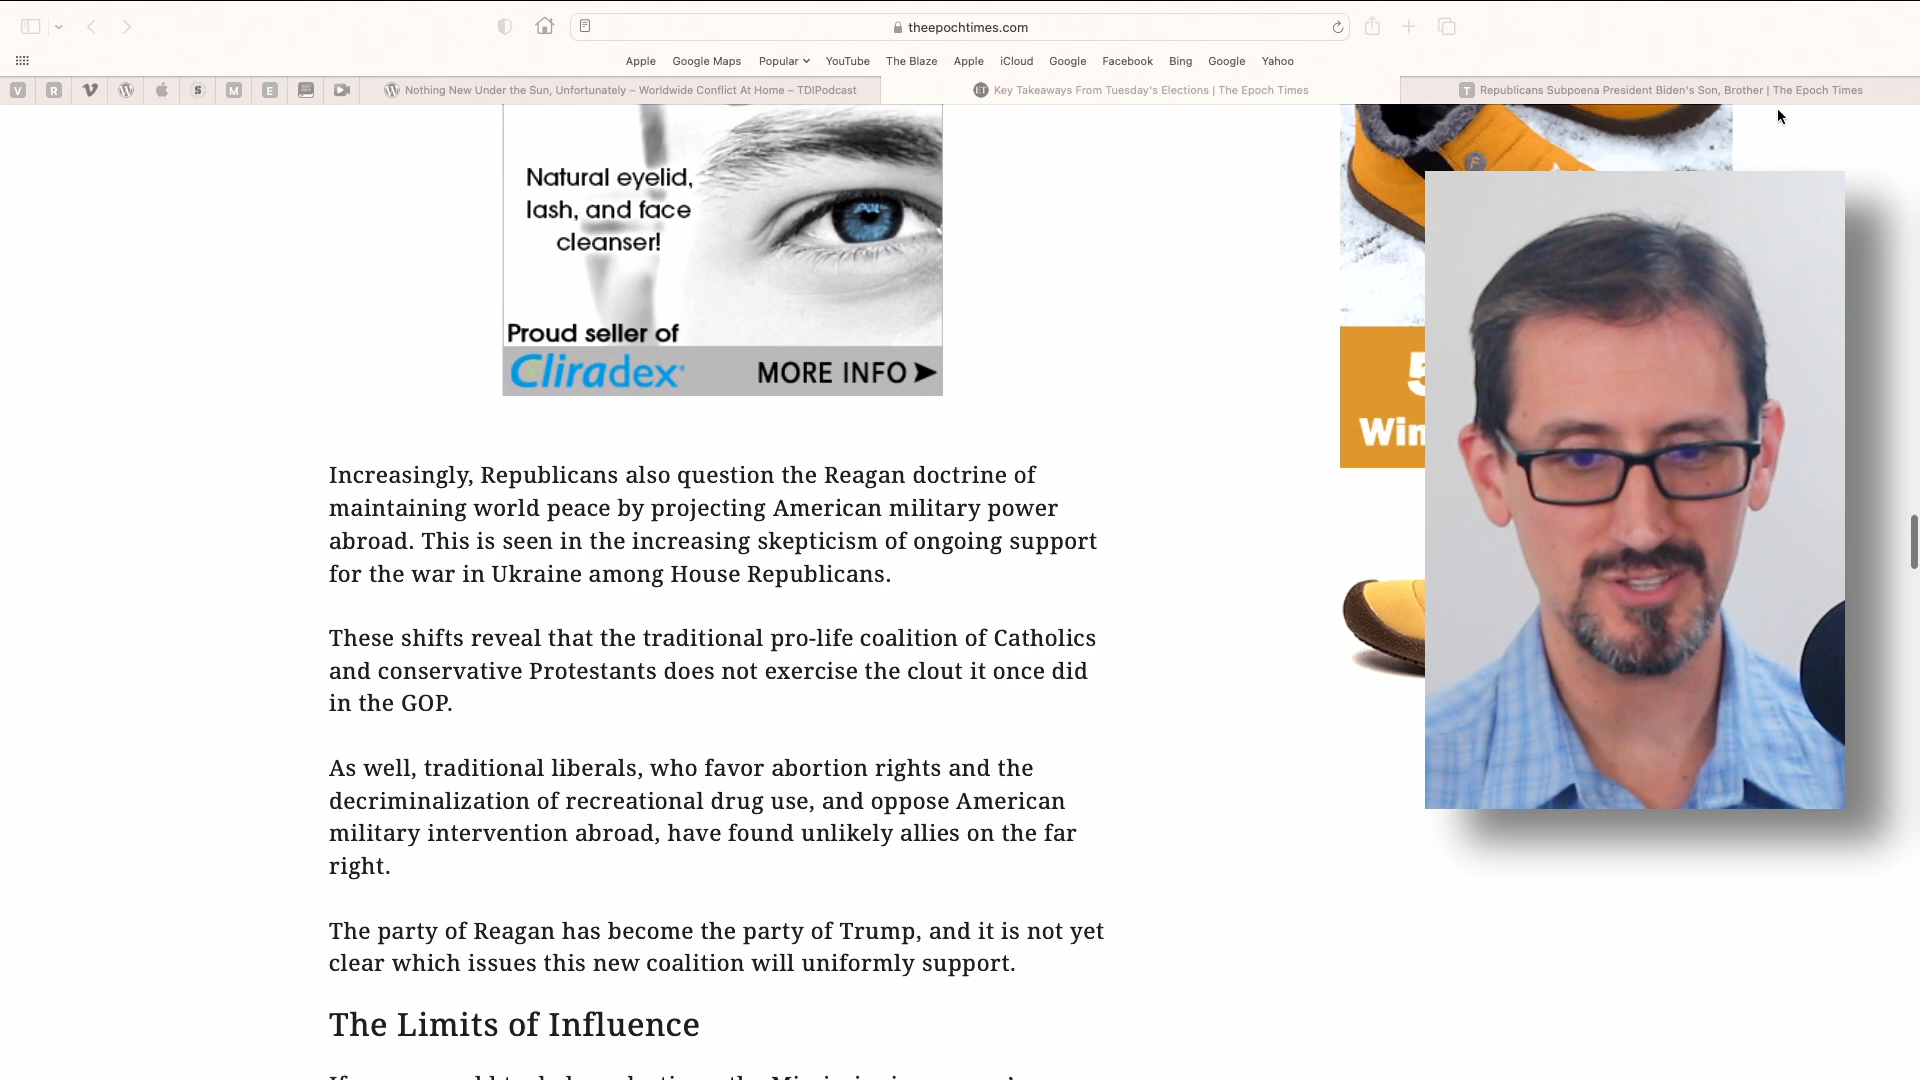 theepochtimes.com
Apple Google Maps Popular YouTube The Blaze Apple iCloud Google Facebook Bing Google Yahoo
V R S M E Nothing New Under the Sun, Unfortunately – Worldwide Conflict At Home – TDIPodcast ET Key Takeaways From Tuesday's Elections | The Epoch Times T Republicans Subpoena President Biden's Son, Brother | The Epoch Times
Natural eyelid,
lash, and face
cleanser!
Proud seller of
Cliradex MORE INFO
F
5
Win
Increasingly, Republicans also question the Reagan doctrine of
maintaining world peace by projecting American military power
abroad. This is seen in the increasing skepticism of ongoing support
for the war in Ukraine among House Republicans.
These shifts reveal that the traditional pro-life coalition of Catholics
and conservative Protestants does not exercise the clout it once did
in the GOP.
As well, traditional liberals, who favor abortion rights and the
decriminalization of recreational drug use, and oppose American
military intervention abroad, have found unlikely allies on the far
right.
The party of Reagan has become the party of Trump, and it is not yet
clear which issues this new coalition will uniformly support.
The Limits of Influence